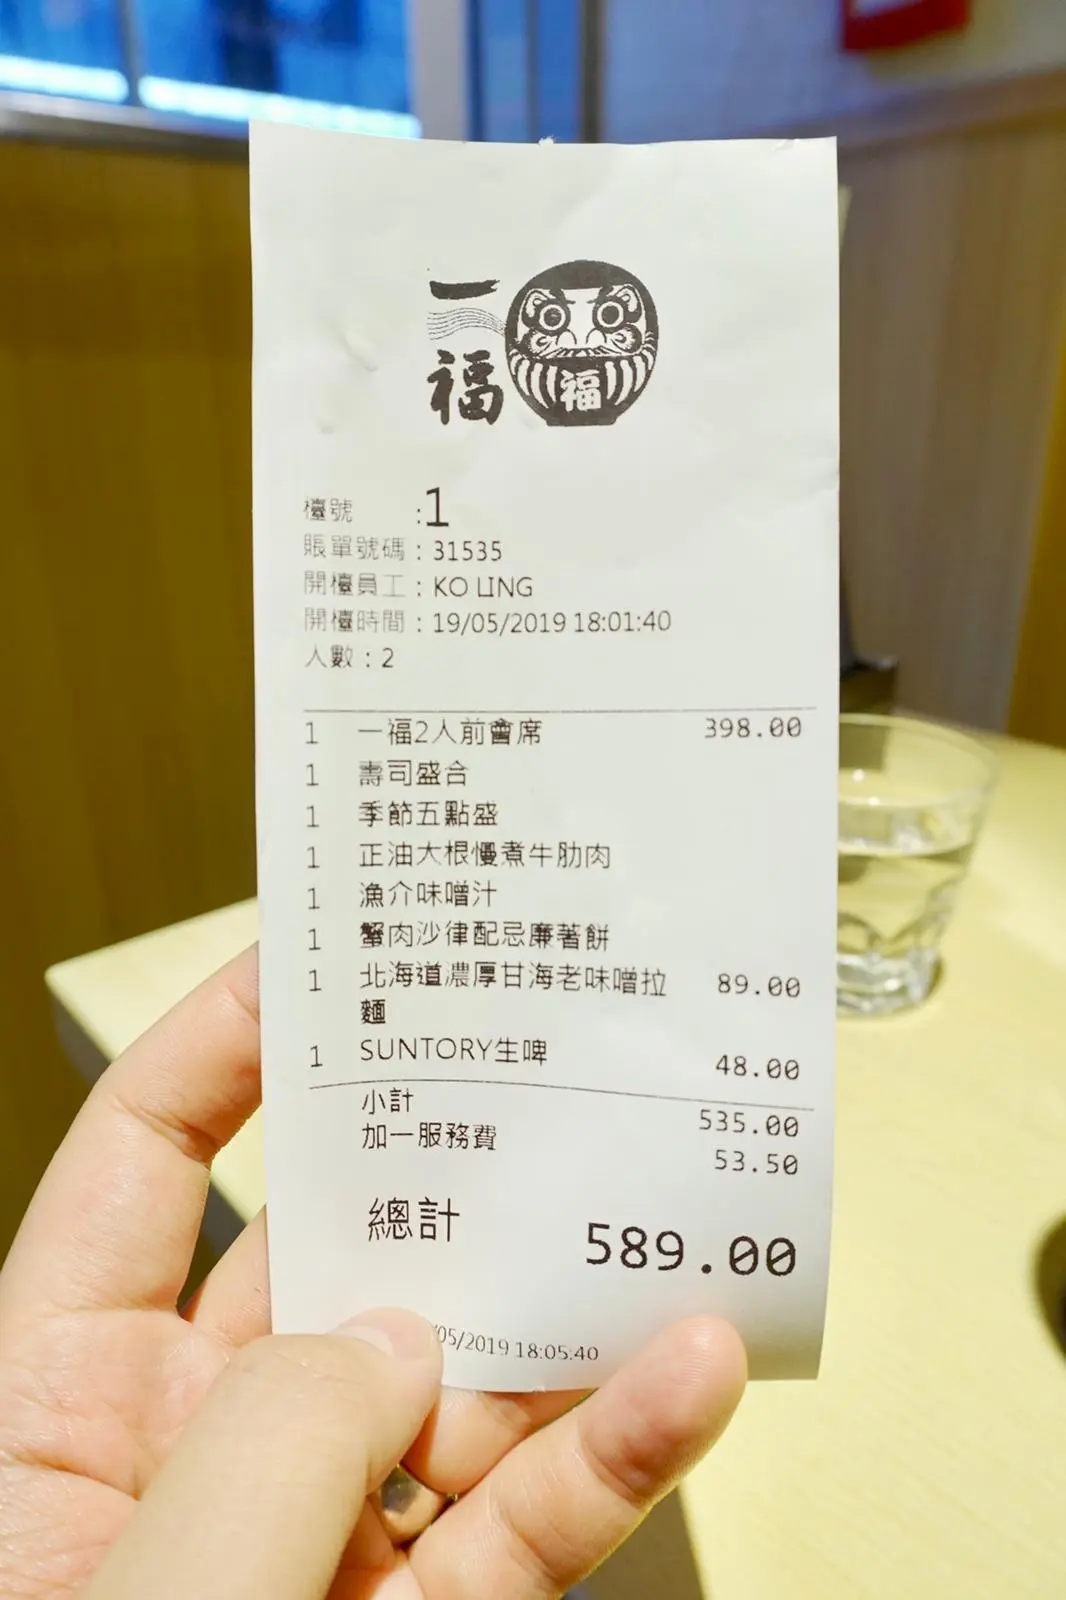 一福
福
檯號 :1
賬單號碼：31535
開檯員工：KO LING
開檯時間：19/05/2019 18:01:40
人數：2
1 一福2人前會席 398.00
1 壽司盛合
1 季節五點盛
1 正油大根慢煮牛肋肉
1 漁介味噌汁
1 蟹肉沙律配忌廉著餅
1 北海道濃厚甘海老味噌拉 89.00
麵
1 SUNTORY生啤 48.00
小計 535.00
加一服務費 53.50
總計 589.00
/05/2019 18:05:40